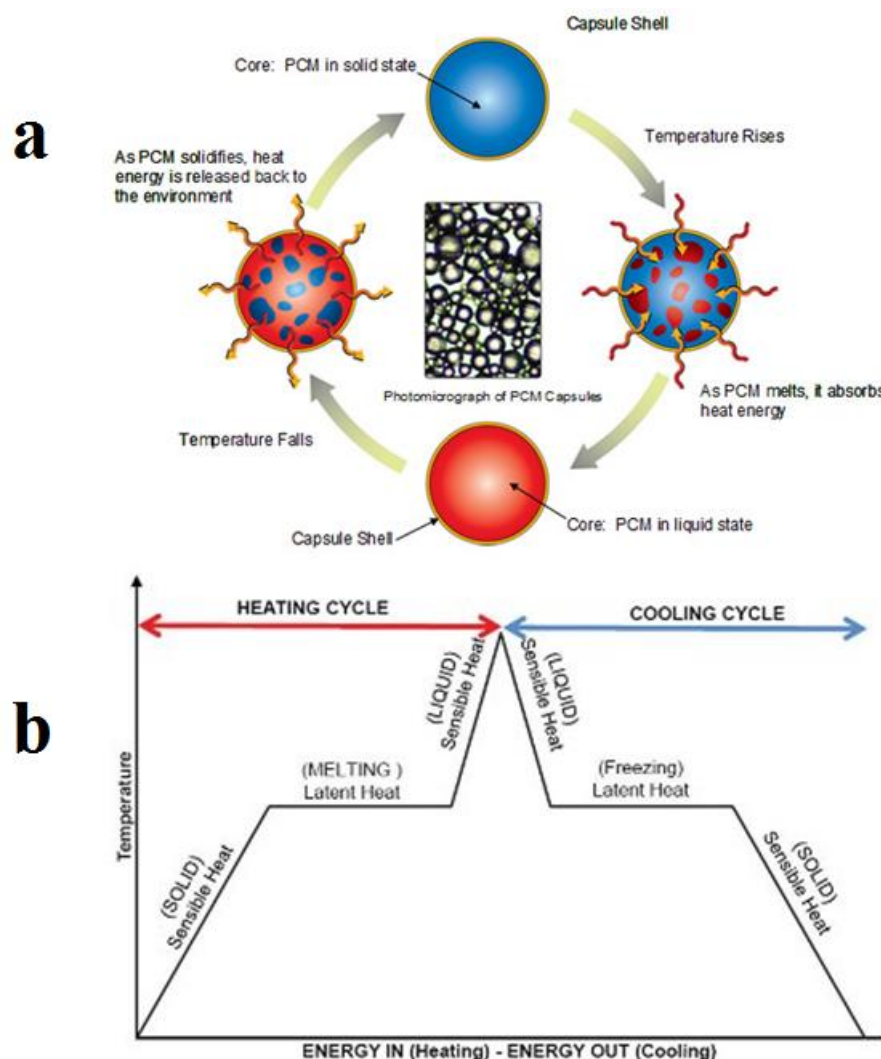 a
Capsule Shell
Core: PCM in solid state
Temperature Rises
As PCM solidifies, heat
energy is released back to
the environment
Photomicrograph of PCM Capsules
As PCM melts, it absorbs
heat energy
Temperature Falls
Capsule Shell
Core: PCM in liquid state
b
HEATING CYCLE
COOLING CYCLE
Temperature
(SOLID)
Sensible Heat
(MELTING )
Latent Heat
(LIQUID)
Sensible Heat
(LIQUID)
Sensible Heat
(Freezing)
Latent Heat
(SOLID)
Sensible Heat
ENERGY IN (Heating) - ENERGY OUT (Cooling)